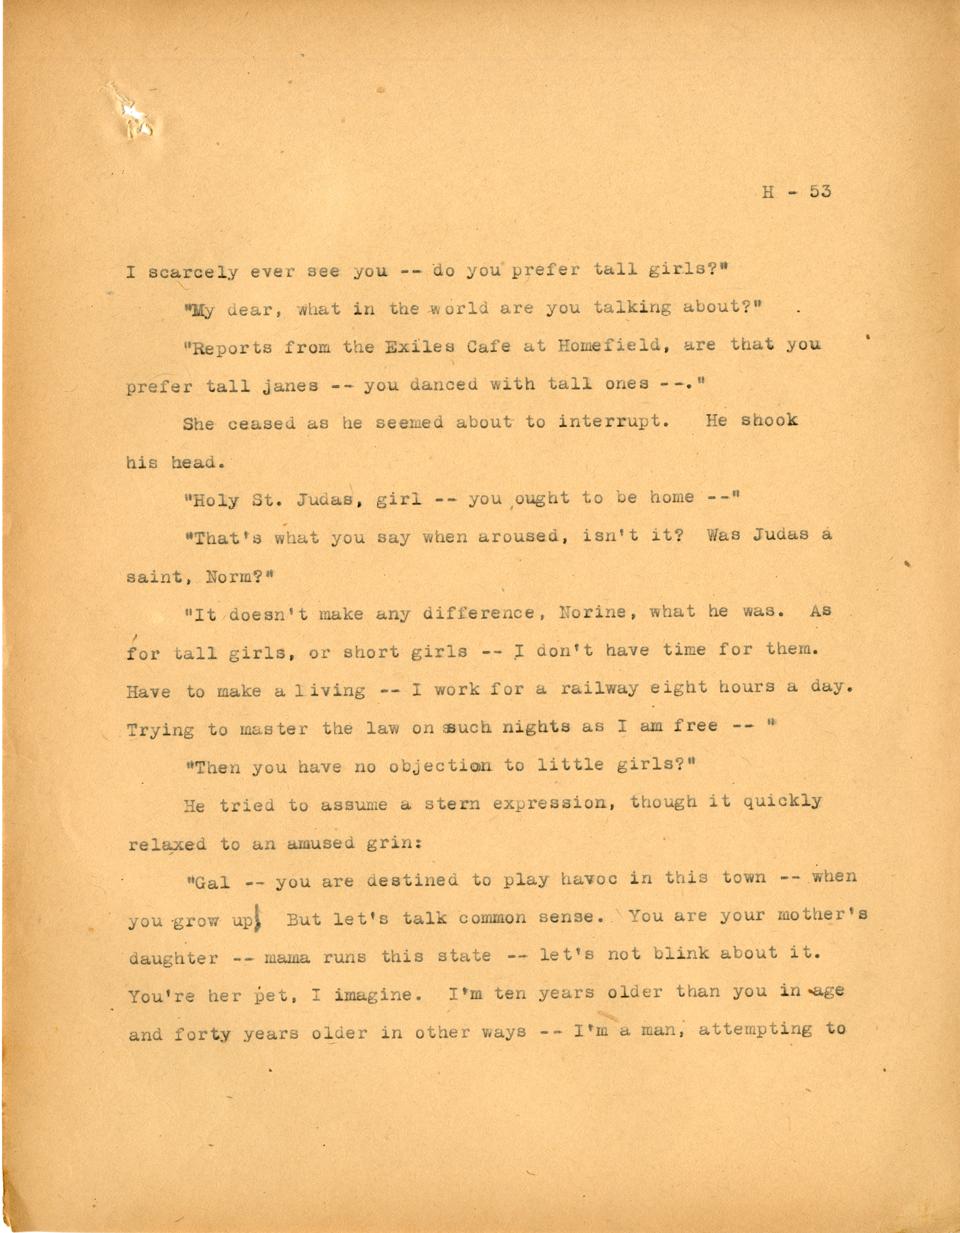 H - 53
I scarcely ever see you -- do you prefer tall girls?"
"My dear, what in the world are you talking about?"
"Reports from the Exiles Cafe at Homefield, are that you
prefer tall janes -- you danced with tall ones --."
She ceased as he seemed about to interrupt. He shook
his head.
"Holy St. Judas, girl -- you ought to be home --"
"That's what you say when aroused, isn't it? Was Judas a
saint, Norm?"
"It doesn't make any difference, Norine, what he was. As
for tall girls, or short girls -- I don't have time for them.
Have to make a living -- I work for a railway eight hours a day.
Trying to master the law on such nights as I am free -- "
"Then you have no objection to little girls?"
He tried to assume a stern expression, though it quickly
relaxed to an amused grin:
"Gal -- you are destined to play havoc in this town -- when
you grow up! But let's talk common sense. You are your mother's
daughter -- mama runs this state -- let's not blink about it.
You're her pet, I imagine. I'm ten years older than you in age
and forty years older in other ways -- I'm a man, attempting to